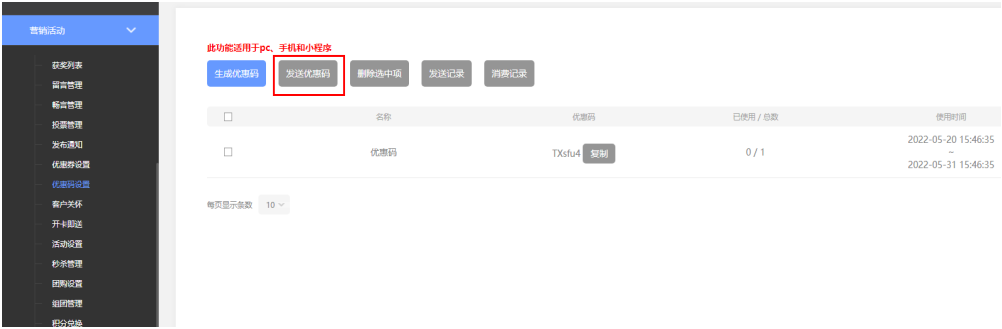 营销活动
获奖列表
留言管理
畅言管理
投票管理
发布通知
优惠券设置
优惠码设置
客户关怀
开卡即送
活动设置
秒杀管理
团购设置
组团管理
积分兑换
此功能适用于pc、手机和小程序
生成优惠码 发送优惠码 删除选中项 发送记录 消费记录
名称 优惠码 已使用 / 总数 使用时间
优惠码 TXsfu4 复制 0 / 1 2022-05-20 15:46:35
~
2022-05-31 15:46:35
每页显示条数 10